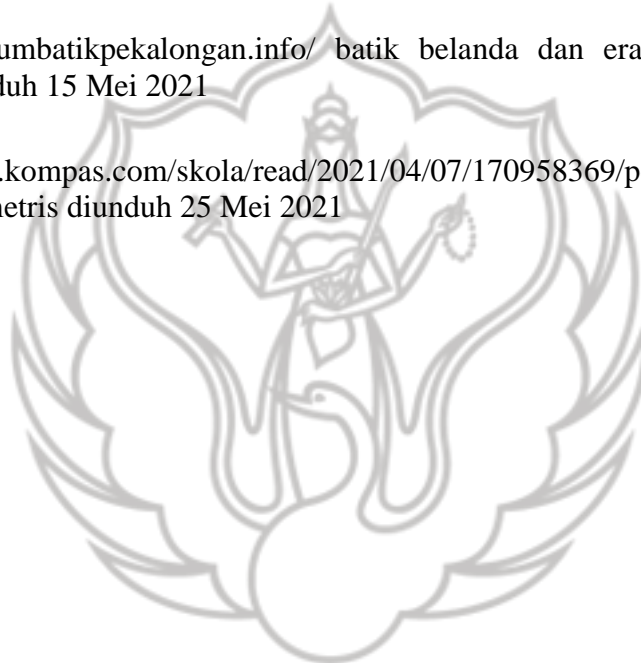 umbatikpekalongan.info/ batik belanda dan era
duh 15 Mei 2021
.kompas.com/skola/read/2021/04/07/170958369/p
netris diunduh 25 Mei 2021